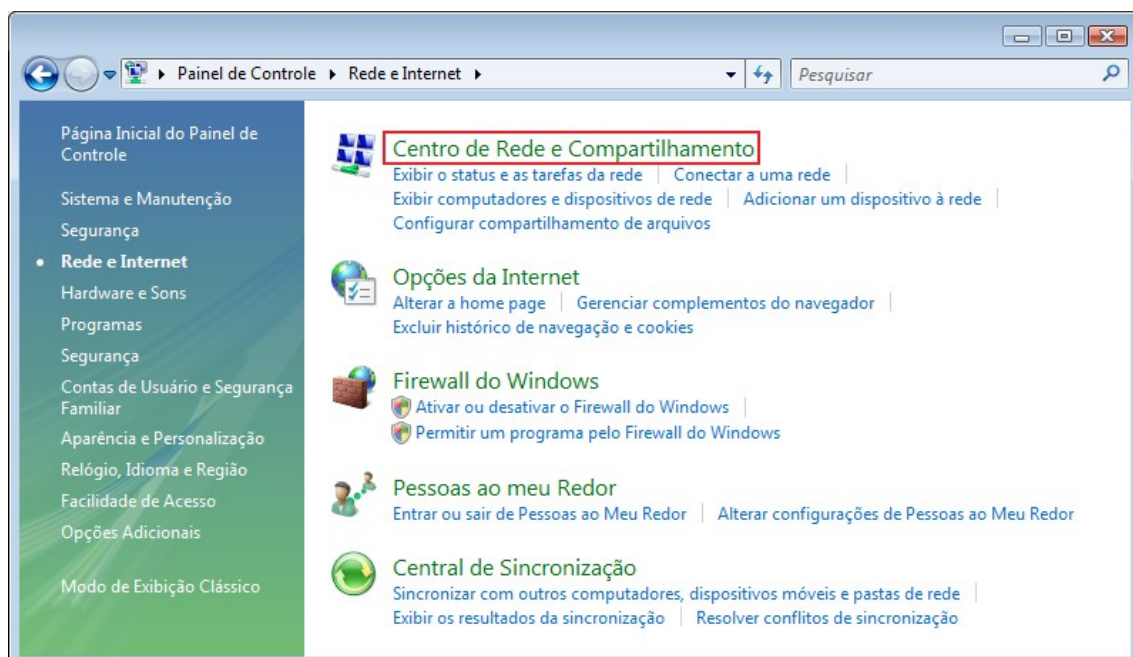 Painel de Controle ▸ Rede e Internet ▸
Pesquisar
Página Inicial do Painel de
Controle
Sistema e Manutenção
Segurança
• Rede e Internet
Hardware e Sons
Programas
Segurança
Contas de Usuário e Segurança
Familiar
Aparência e Personalização
Relógio, Idioma e Região
Facilidade de Acesso
Opções Adicionais
Modo de Exibição Clássico
Centro de Rede e Compartilhamento
Exibir o status e as tarefas da rede | Conectar a uma rede |
Exibir computadores e dispositivos de rede | Adicionar um dispositivo à rede |
Configurar compartilhamento de arquivos
Opções da Internet
Alterar a home page | Gerenciar complementos do navegador |
Excluir histórico de navegação e cookies
Firewall do Windows
Ativar ou desativar o Firewall do Windows |
Permitir um programa pelo Firewall do Windows
Pessoas ao meu Redor
Entrar ou sair de Pessoas ao Meu Redor | Alterar configurações de Pessoas ao Meu Redor
Central de Sincronização
Sincronizar com outros computadores, dispositivos móveis e pastas de rede |
Exibir os resultados da sincronização | Resolver conflitos de sincronização